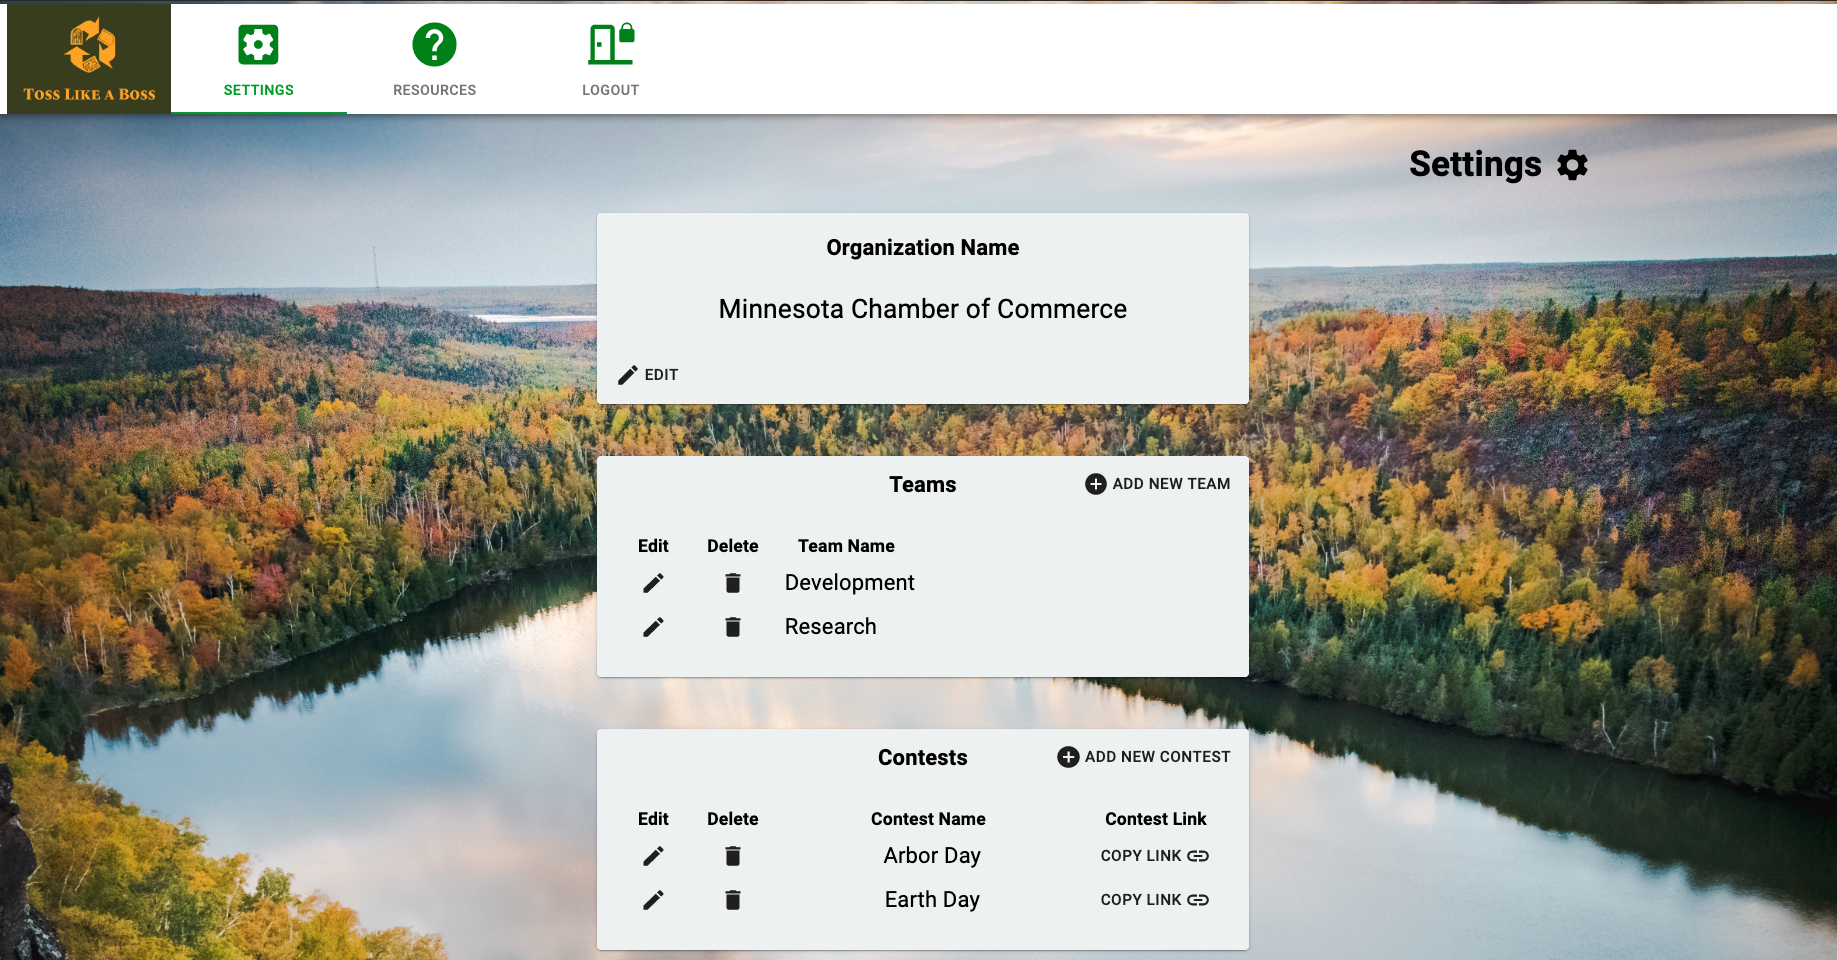 Toss Like a Boss
SETTINGS
RESOURCES
LOGOUT
Settings
Organization Name
Minnesota Chamber of Commerce
EDIT
Teams
ADD NEW TEAM
Edit Delete Team Name
Development
Research
Contests
ADD NEW CONTEST
Edit Delete Contest Name Contest Link
Arbor Day COPY LINK
Earth Day COPY LINK